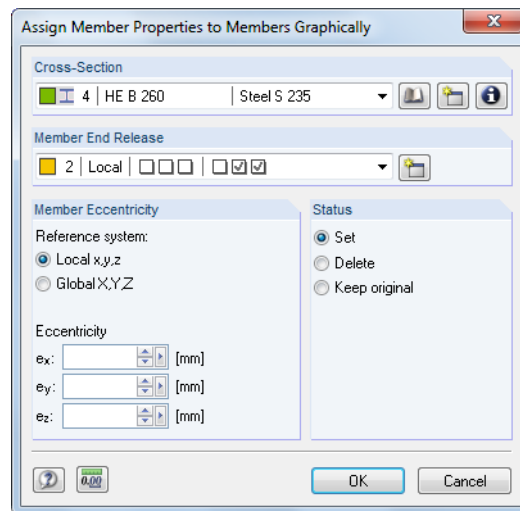 Assign Member Properties to Members Graphically
Cross-Section
4 | HE B 260 | Steel S 235
Member End Release
2 | Local
Member Eccentricity
Reference system:
Local x,y,z
Global X,Y,Z
Eccentricity
ex: [mm]
ey: [mm]
ez: [mm]
Status
Set
Delete
Keep original
0.00
OK
Cancel